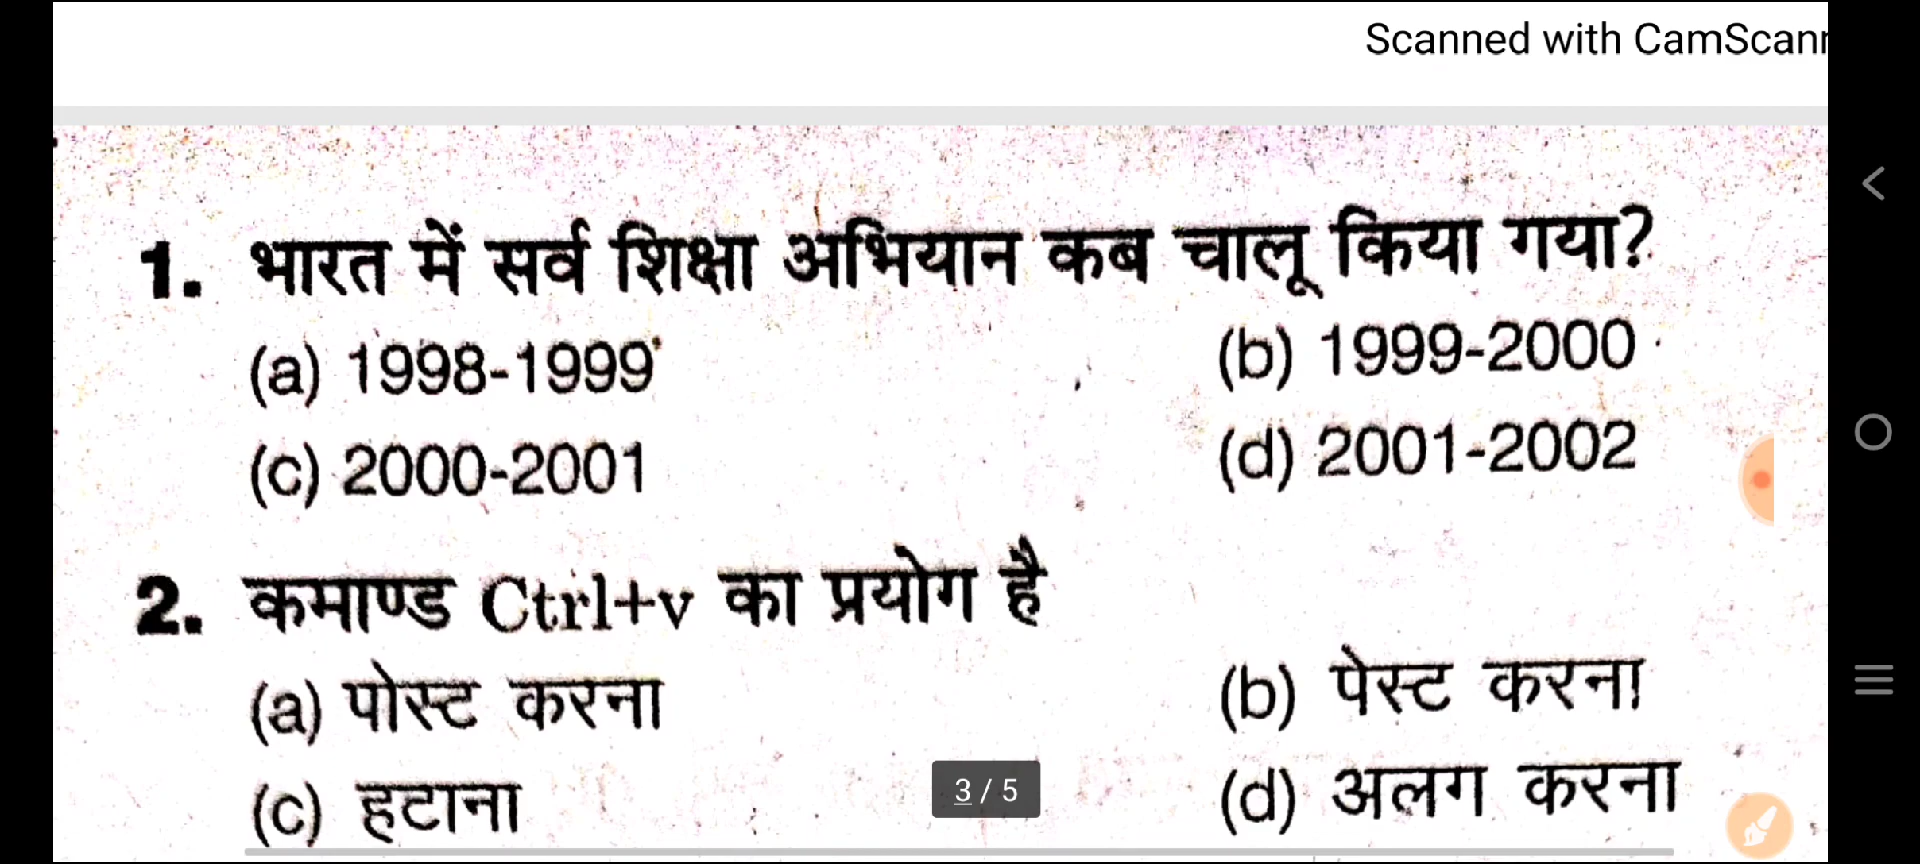 Scanned with CamScan
1. भारत में सर्व शिक्षा अभियान कब चालू किया गया?
(a) 1998-1999 (b) 1999-2000
(c) 2000-2001 (d) 2001-2002
2. कमाण्ड Ctrl+v का प्रयोग है
(a) पोस्ट करना (b) पेस्ट करना
(c) हटाना (d) अलग करना
3 / 5